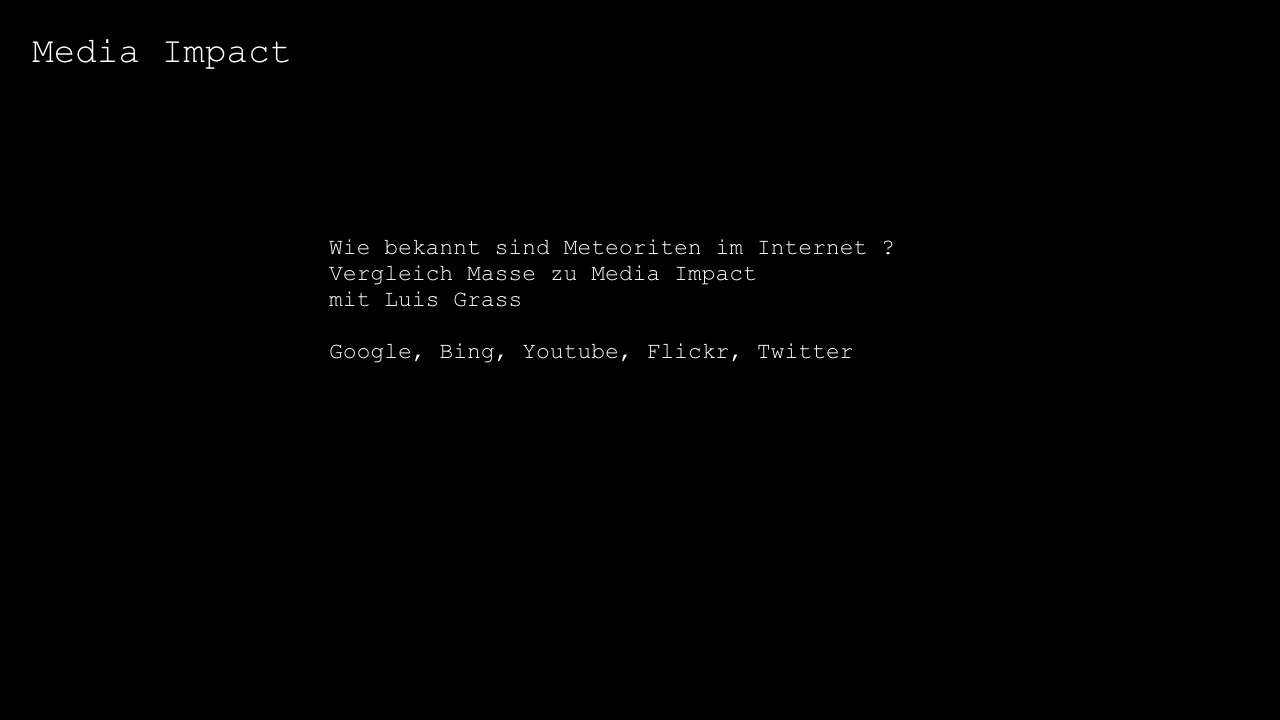 Media Impact
Wie bekannt sind Meteoriten im Internet ?
Vergleich Masse zu Media Impact
mit Luis Grass
Google, Bing, Youtube, Flickr, Twitter